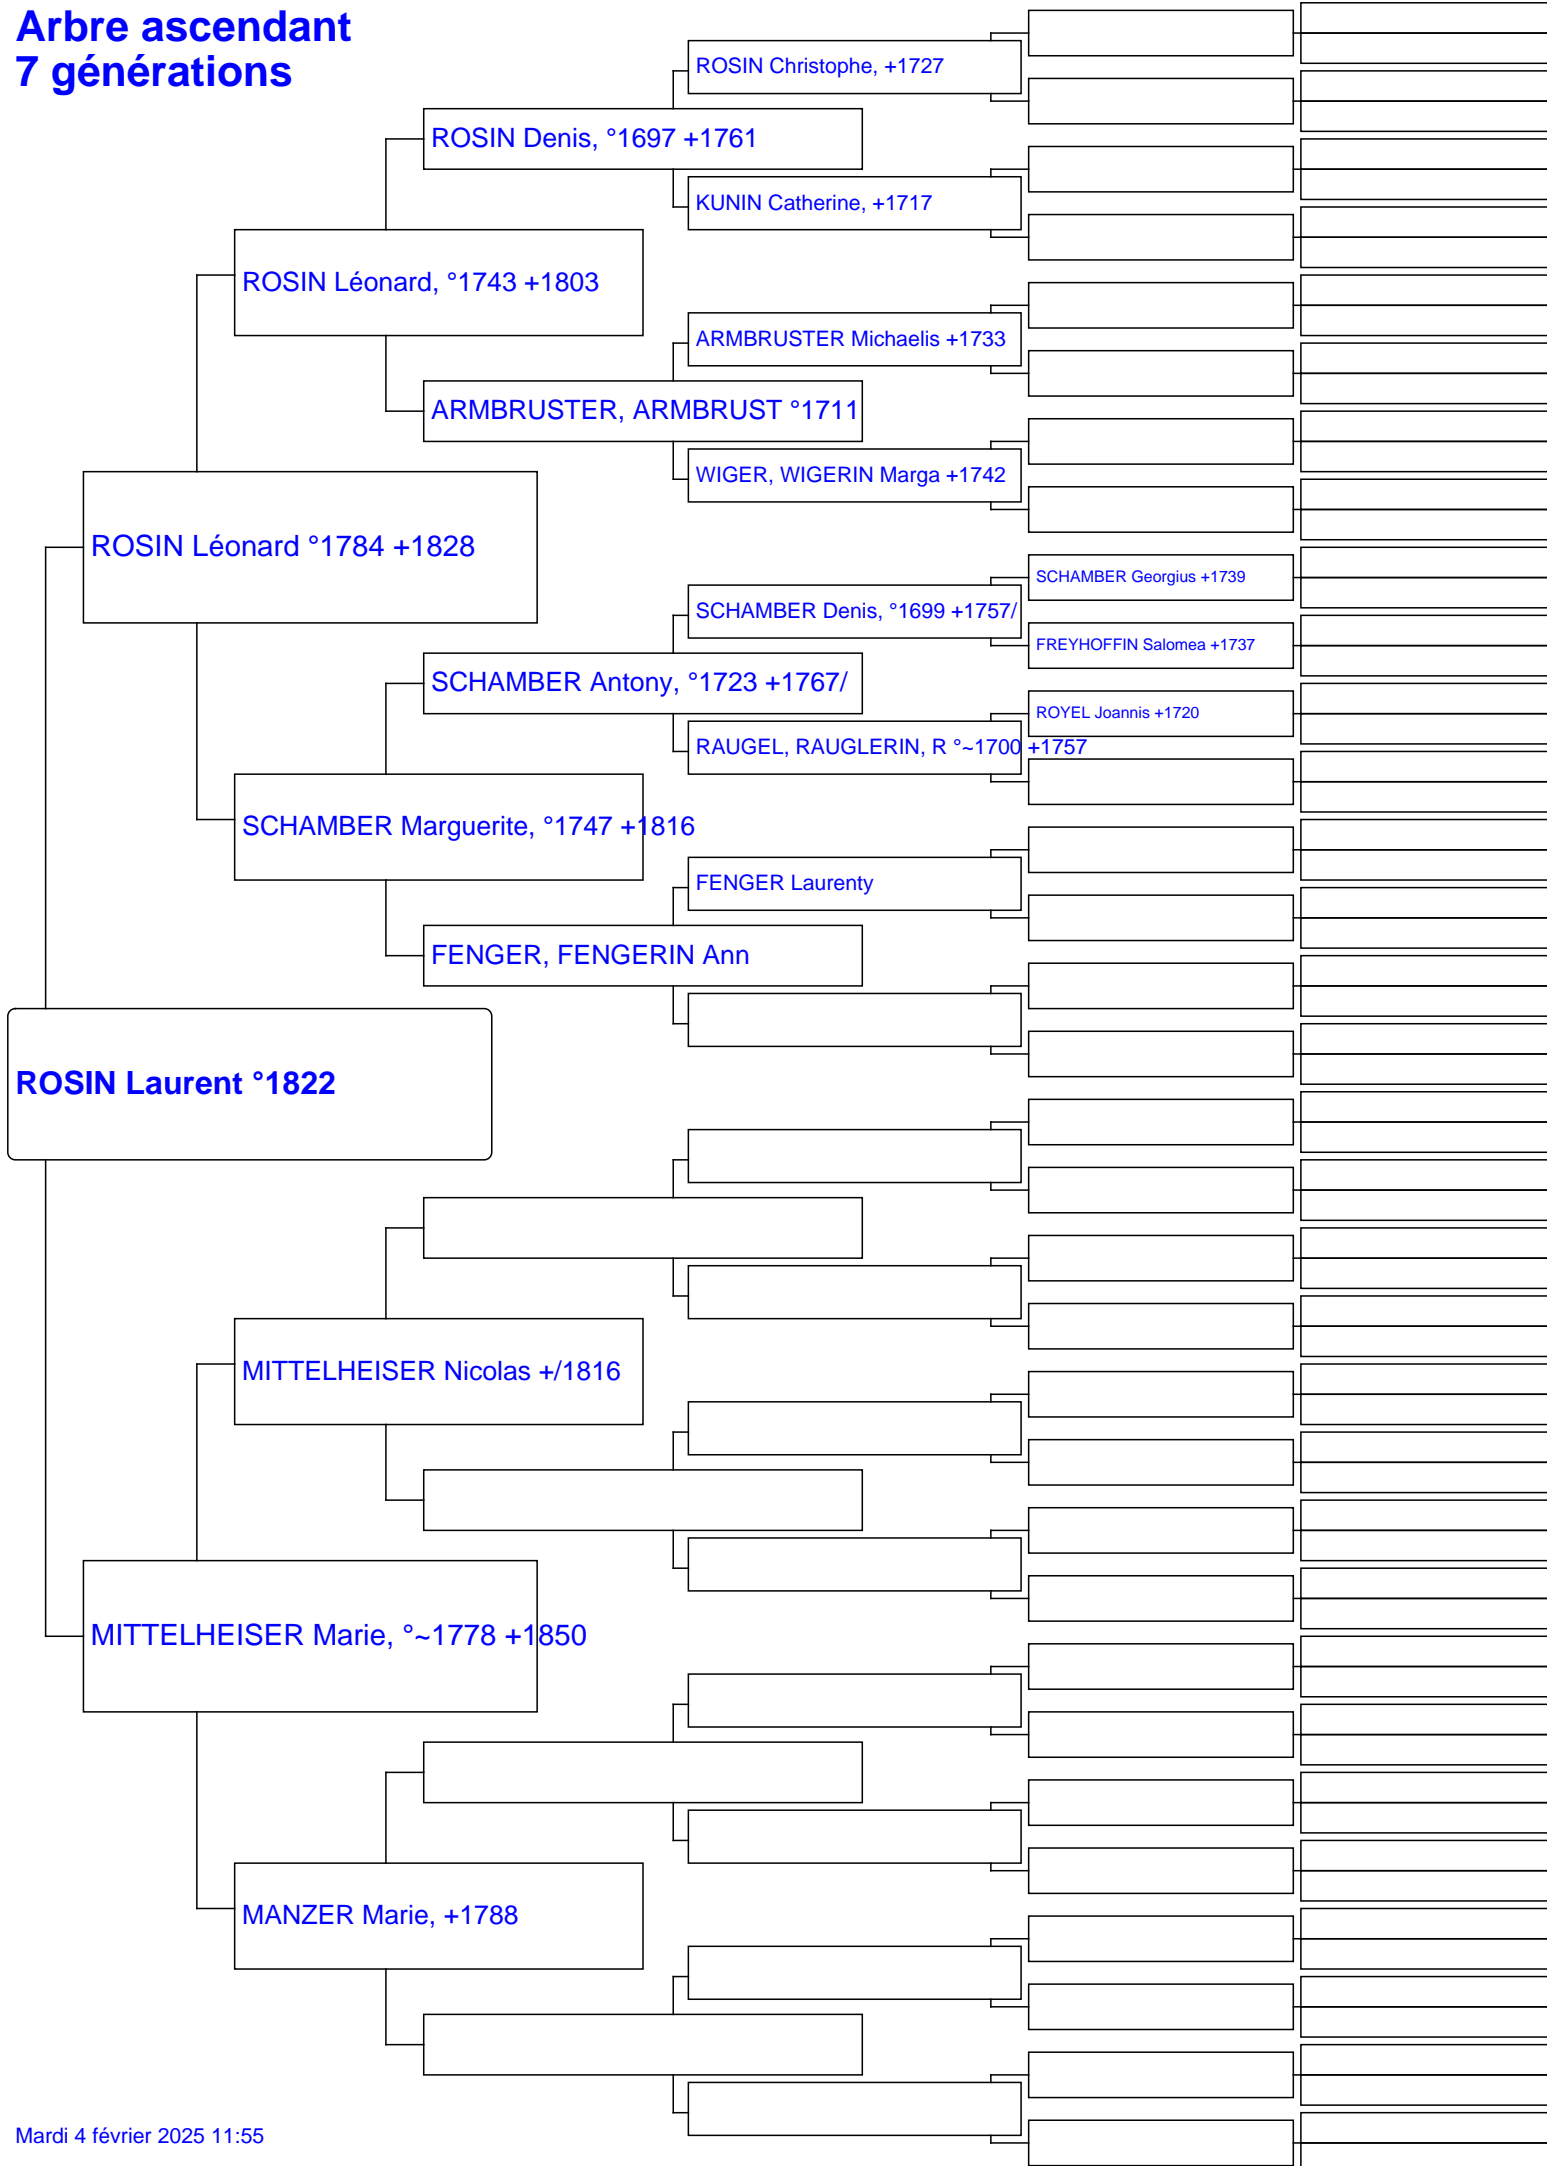 Arbre ascendant
7 générations
ROSIN Christophe, +1727
ROSIN Denis, °1697 +1761
KUNIN Catherine, +1717
ROSIN Léonard, °1743 +1803
ARMBRUSTER Michaelis +1733
ARMBRUSTER, ARMBRUST °1711
WIGER, WIGERIN Marga +1742
ROSIN Léonard °1784 +1828
SCHAMBER Georgius +1739
SCHAMBER Denis, °1699 +1757/
FREYHOFFIN Salomea +1737
SCHAMBER Antony, °1723 +1767/
ROYEL Joannis +1720
RAUGEL, RAUGLERIN, R °~1700 +1757
SCHAMBER Marguerite, °1747 +1816
FENGER Laurenty
FENGER, FENGERIN Ann
ROSIN Laurent °1822
MITTELHEISER Nicolas +/1816
MITTELHEISER Marie, °~1778 +1850
MANZER Marie, +1788
Mardi 4 février 2025 11:55